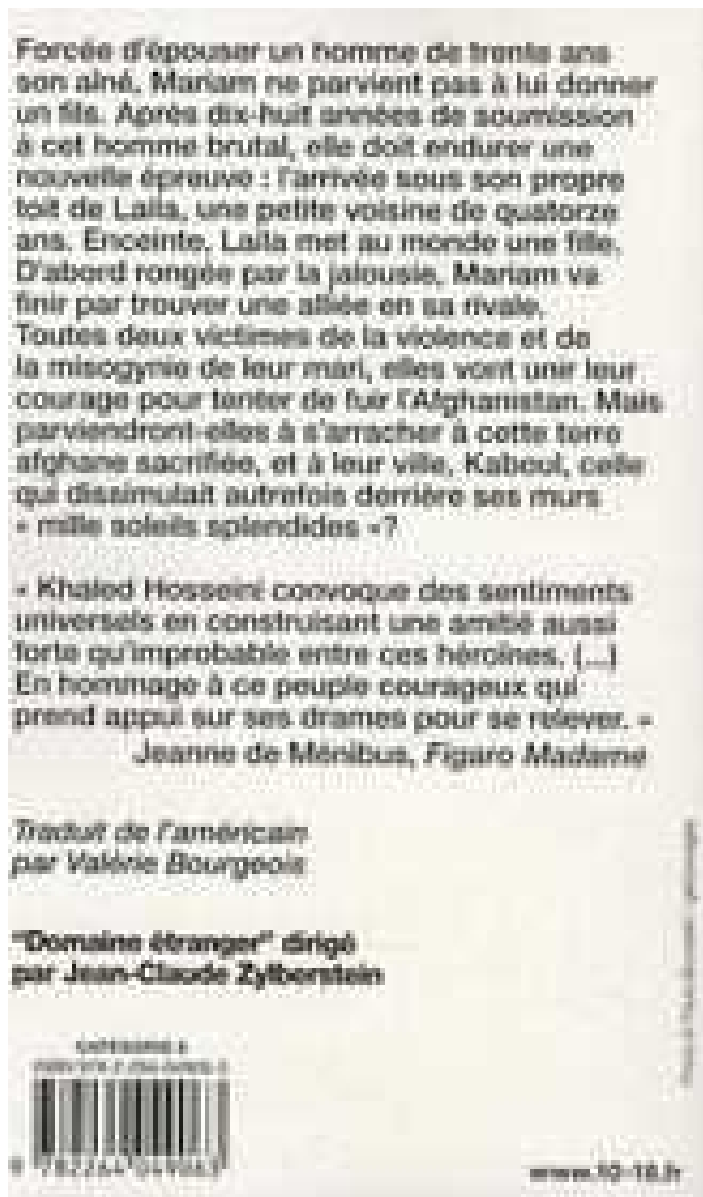 Forcée d'épouser un homme de trente ans
son aîné, Mariam ne parvient pas à lui donner
un fils. Après dix-huit années de soumission
à cet homme brutal, elle doit endurer une
nouvelle épreuve : l'arrivée sous son propre
toit de Laila, une petite voisine de quatorze
ans. Enceinte, Laila met au monde une fille.
D'abord rongée par la jalousie, Mariam va
finir par trouver une alliée en sa rivale.
Toutes deux victimes de la violence et de
la misogynie de leur mari, elles vont unir leur
courage pour tenter de fuir l'Afghanistan. Mais
parviendront-elles à s'arracher à cette terre
afghane sacrifiée, et à leur ville, Kaboul, celle
qui dissimulait autrefois derrière ses murs
« mille soleils splendides »?
« Khaled Hosseini convoque des sentiments
universels en construisant une amitié aussi
forte qu'improbable entre ces héroïnes. (...)
En hommage à ce peuple courageux qui
prend appui sur ses drames pour se relever. »
Jeanne de Ménibus, Figaro Madame
Traduit de l'américain
par Valérie Bourgeois
"Domaine étranger" dirigé
par Jean-Claude Zylberstein
www.10-18.fr